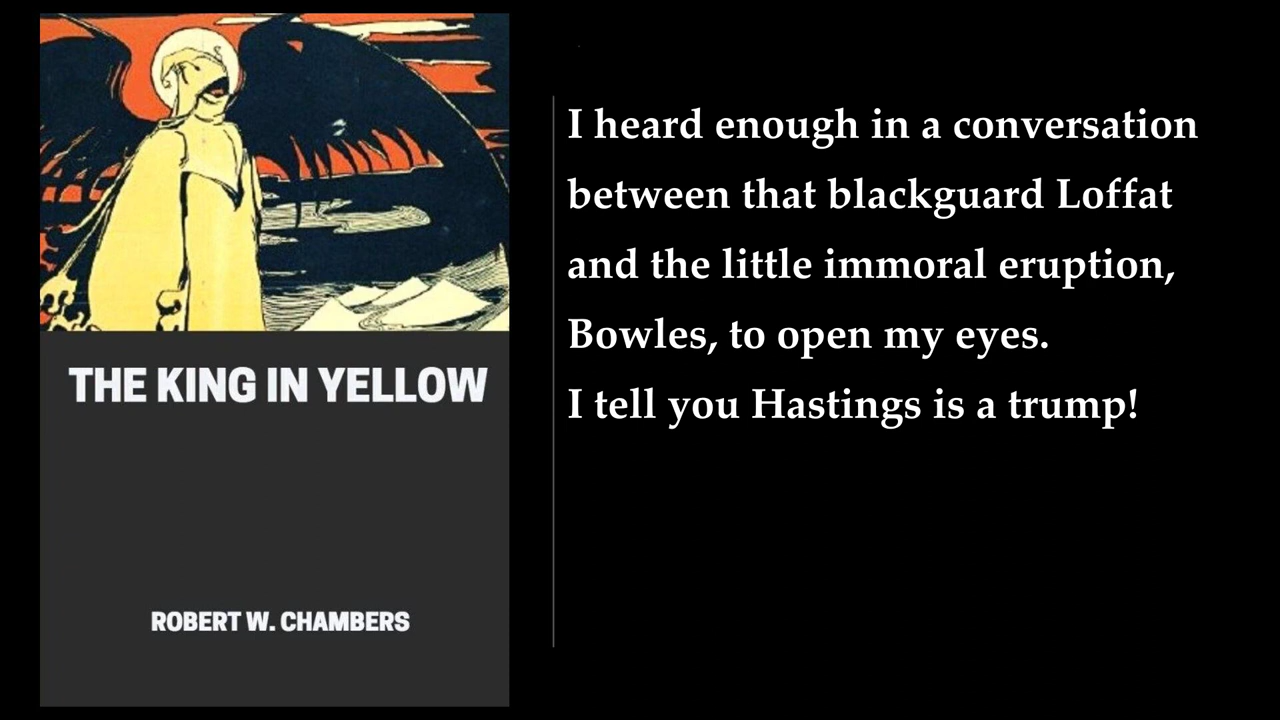 THE KING IN YELLOW
ROBERT W. CHAMBERS
I heard enough in a conversation
between that blackguard Loffat
and the little immoral eruption,
Bowles, to open my eyes.
I tell you Hastings is a trump!